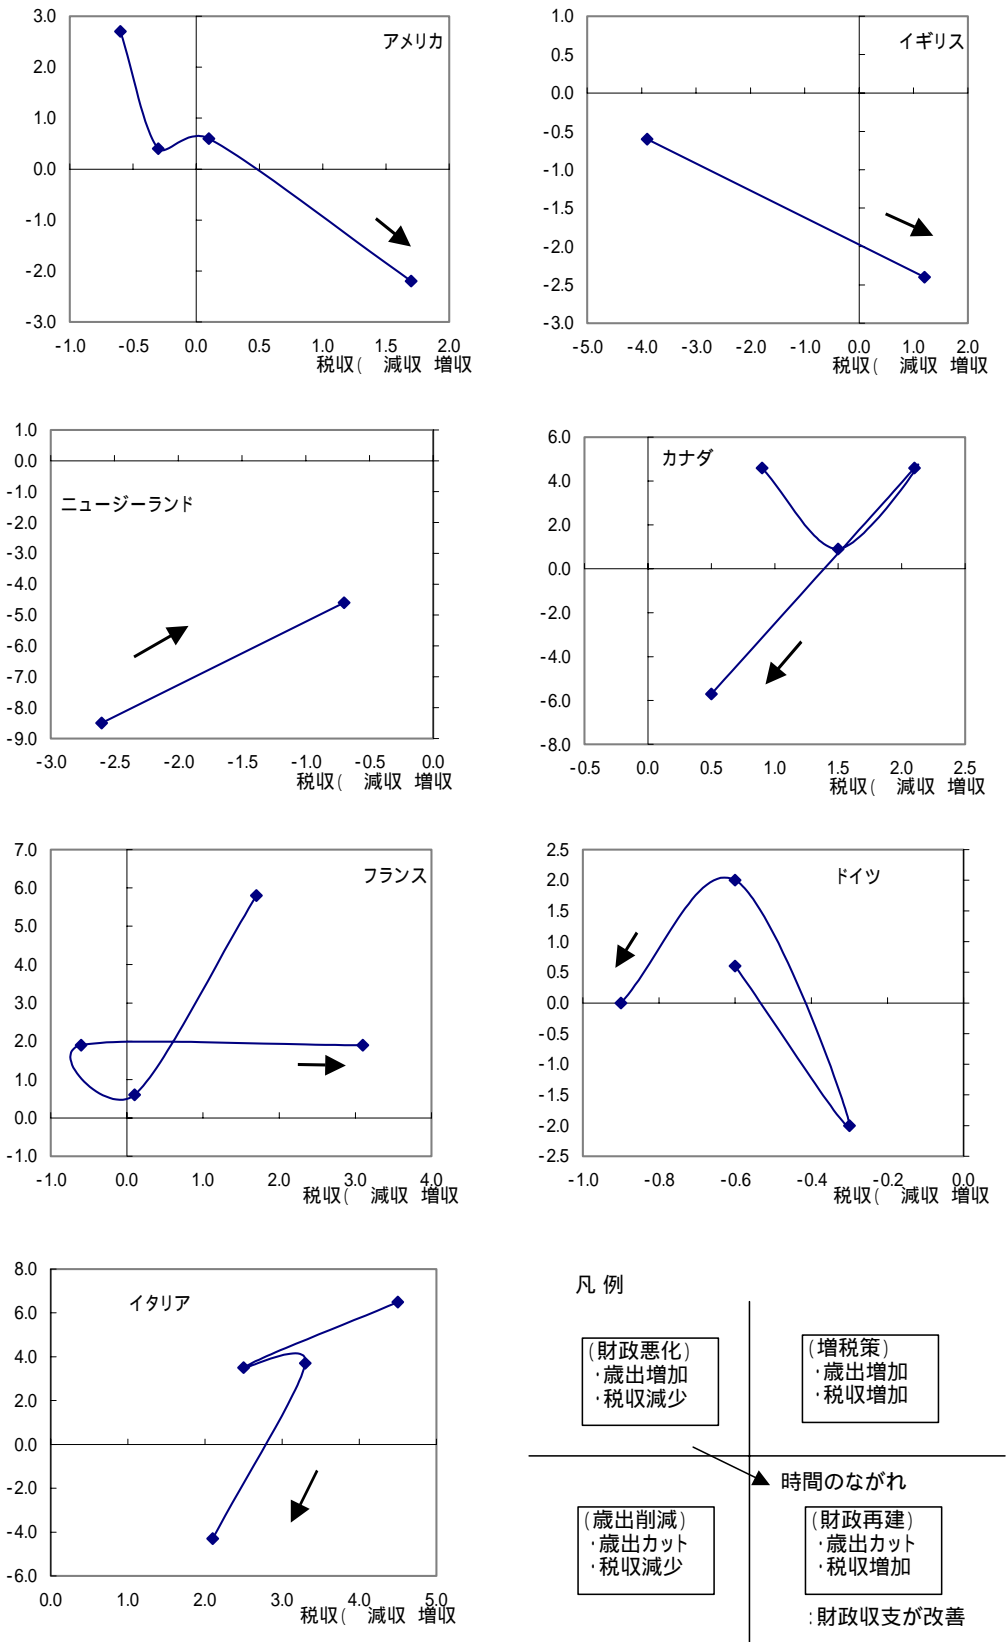 アメリカ
3.0
2.0
1.0
0.0
-1.0
-2.0
-3.0
-1.0 -0.5 0.0 0.5 1.0 1.5 2.0
税収( 減収 増収
イギリス
1.0
0.0
-0.5
-1.0
-1.5
-2.0
-2.5
-3.0
-5.0 -4.0 -3.0 -2.0 -1.0 0.0 1.0 2.0
税収( 減収 増収
ニュージーランド
1.0
0.0
-1.0
-2.0
-3.0
-4.0
-5.0
-6.0
-7.0
-8.0
-9.0
-3.0 -2.5 -2.0 -1.5 -1.0 -0.5 0.0
税収( 減収 増収
カナダ
6.0
4.0
2.0
0.0
-2.0
-4.0
-6.0
-8.0
-0.5 0.0 0.5 1.0 1.5 2.0 2.5
税収( 減収 増収
フランス
7.0
6.0
5.0
4.0
3.0
2.0
1.0
0.0
-1.0
-1.0 0.0 1.0 2.0 3.0 4.0
税収( 減収 増収
ドイツ
2.5
2.0
1.5
1.0
0.5
0.0
-0.5
-1.0
-1.5
-2.0
-2.5
-1.0 -0.8 -0.6 -0.4 -0.2 0.0
税収( 減収 増収
イタリア
8.0
6.0
4.0
2.0
0.0
-2.0
-4.0
-6.0
0.0 1.0 2.0 3.0 4.0 5.0
税収( 減収 増収
凡 例
(財政悪化)
・歳出増加
・税収減少
(増税策)
・歳出増加
・税収増加
時間のながれ
(歳出削減)
・歳出カット
・税収減少
(財政再建)
・歳出カット
・税収増加
:財政収支が改善